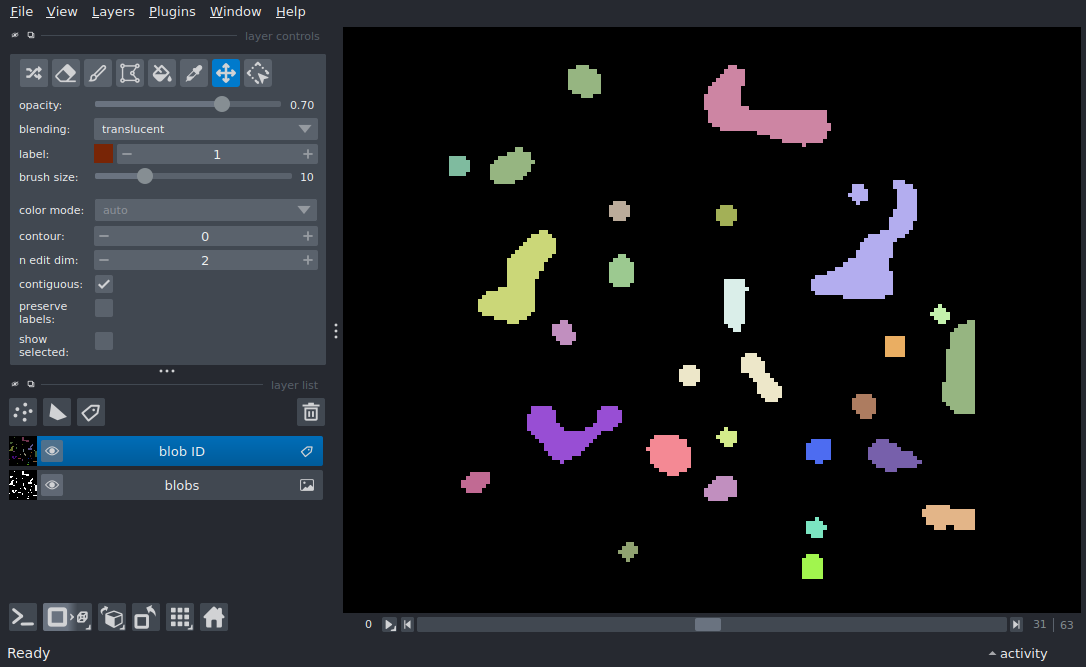 File View Layers Plugins Window Help
layer controls
opacity: 0.70
blending: translucent
label: 1
brush size: 10
color mode: auto
contour: 0
n edit dim: 2
contiguous:
preserve
labels:
show
selected:
layer list
blob ID
blobs
0 31 | 63
Ready activity